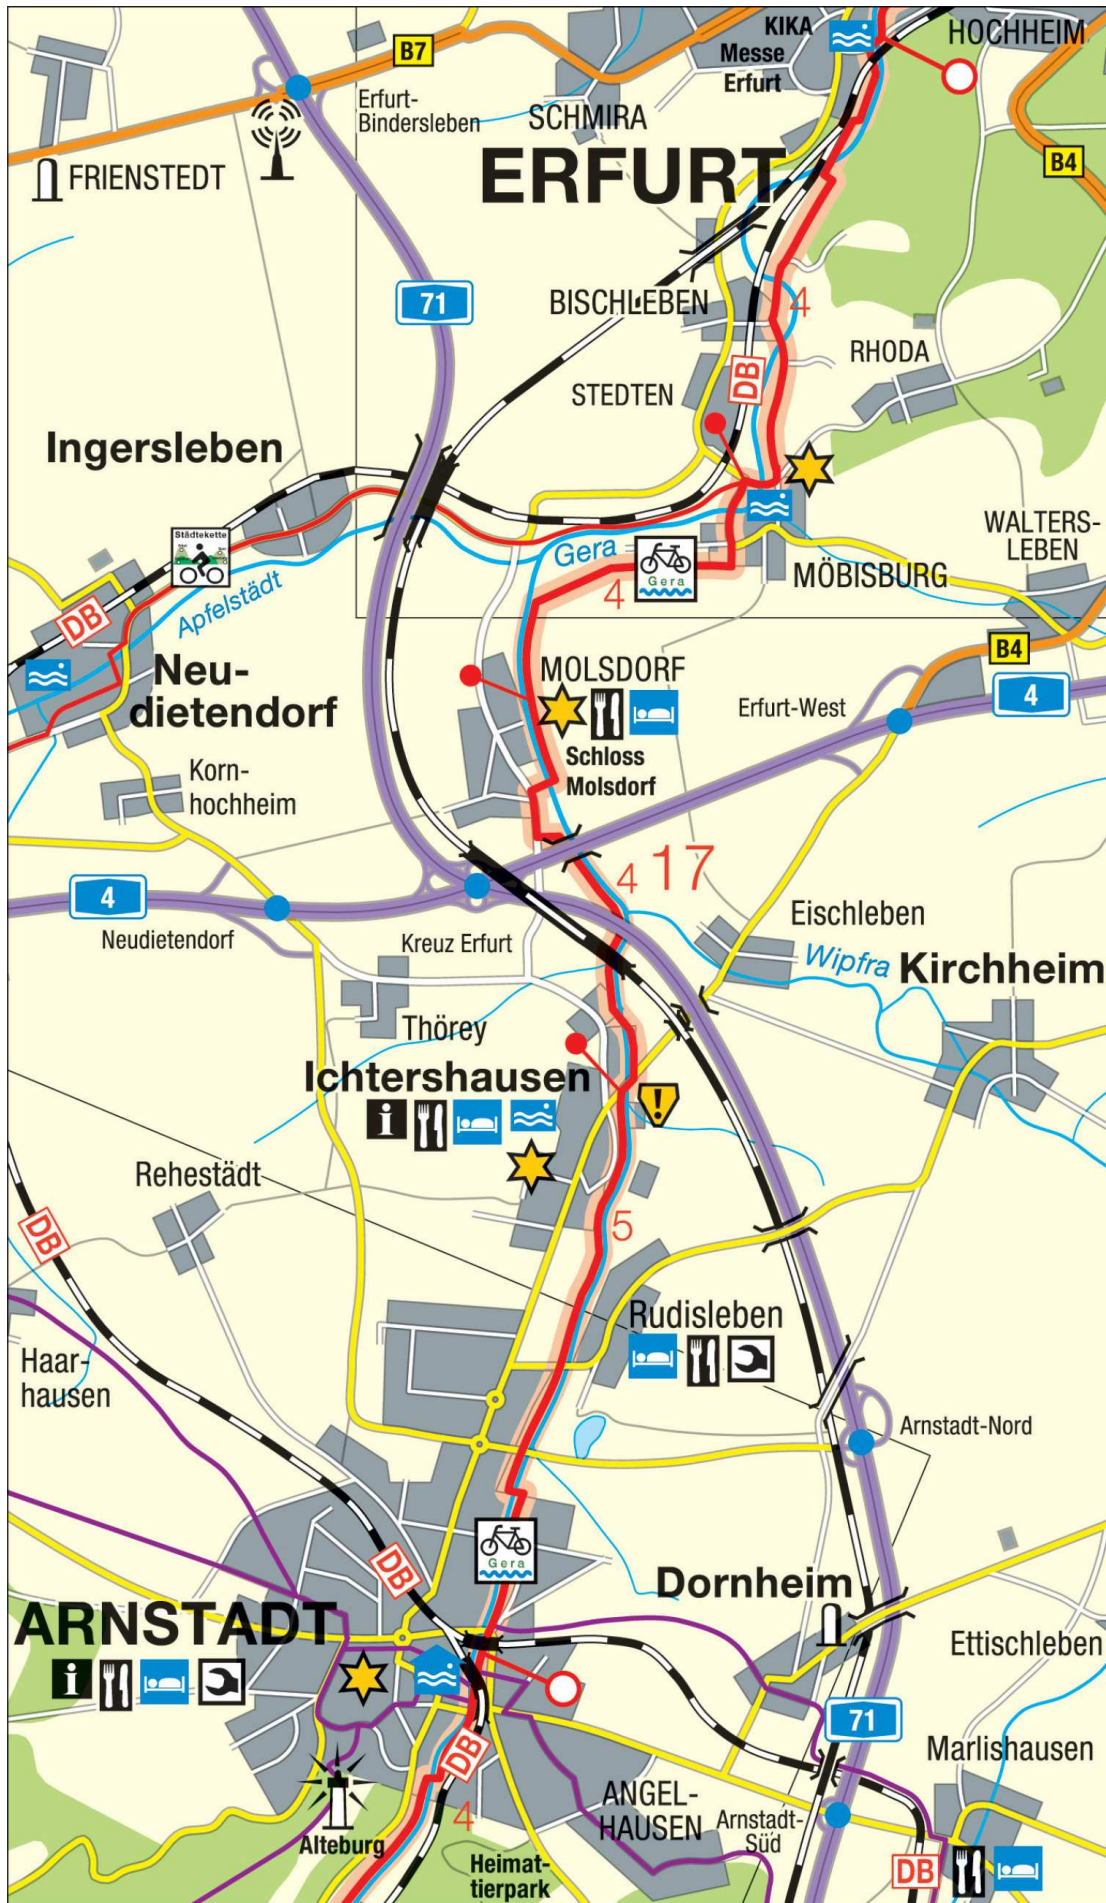 KIKA
Messe
Erfurt
HOCHHEIM
B7
Erfurt-
Bindersleben
SCHMIRA
ERFURT
B4
FRIENSTEDT
71
BISCHLEBEN
4
RHODA
DB
STEDTEN
Ingersleben
WALTERS-
LEBEN
Städtekette
Gera
Gera
4
MÖBISBURG
Apfelstädt
DB
B4
Neu-
dietendorf
MOLSDORF
4
Erfurt-West
Schloss
Molsdorf
Korn-
hochheim
4
17
4
Neudietendorf
Kreuz Erfurt
Eischleben
Wipfra
Kirchheim
Thörey
Ichtershausen
i
!
Rehestädt
DB
5
Rudisleben
Haar-
hausen
Arnstadt-Nord
Gera
DB
Dornheim
ARNSTADT
i
Ettischleben
71
DB
Marlishausen
4
ANGEL-
HAUSEN
Arnstadt-
Süd
Alteburg
Heimat-
tierpark
DB